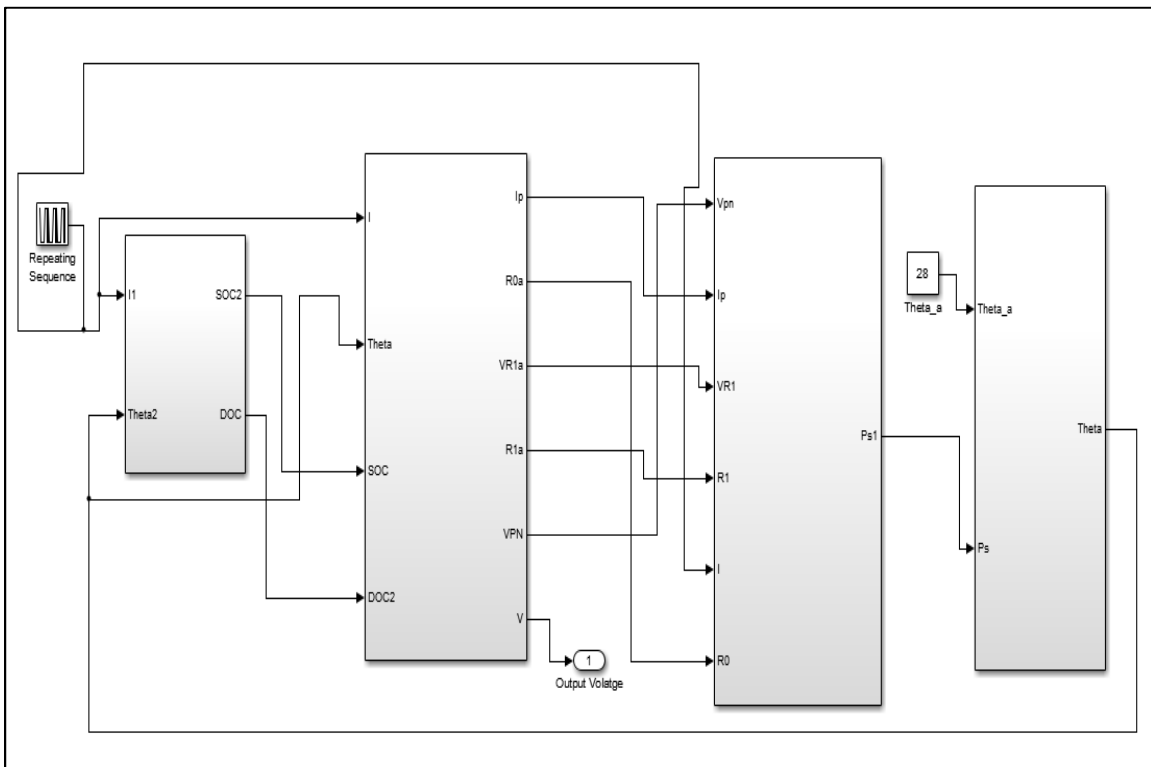 Repeating
Sequence
I1
Theta2
SOC2
DOC
I
Theta
SOC
DOC2
Ip
R0a
VR1a
R1a
VPN
V
1
Output Volatge
Vpn
Ip
VR1
R1
I
R0
Ps1
28
Theta_a
Theta_a
Ps
Theta